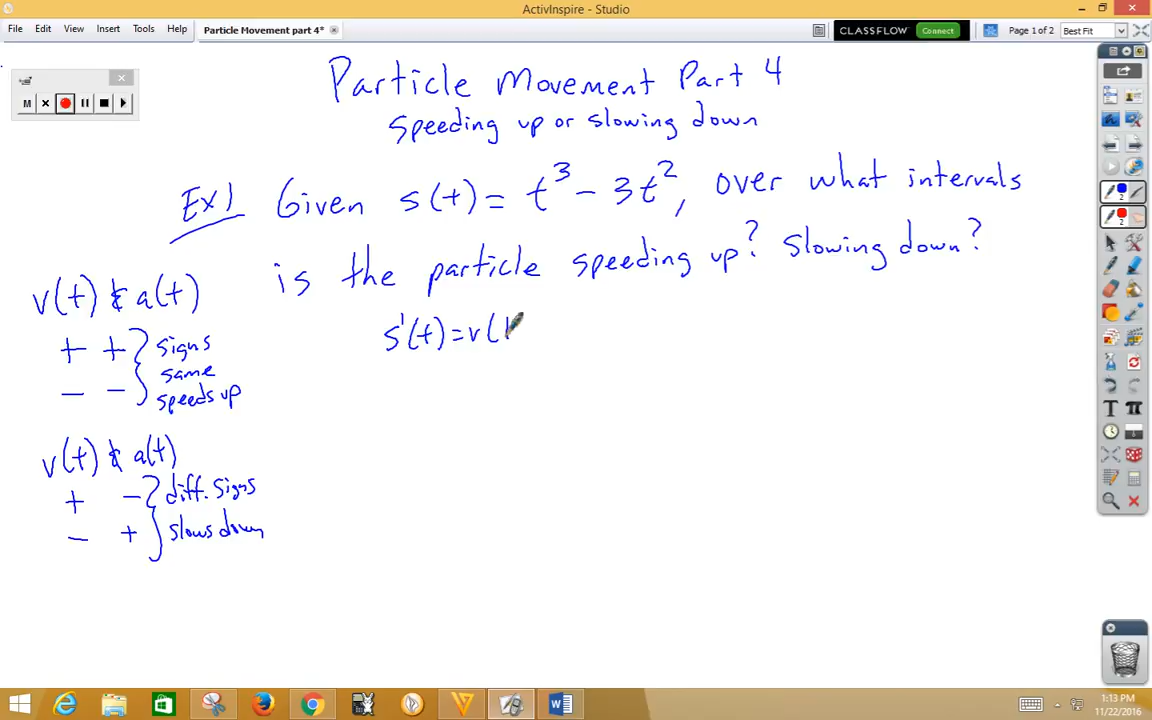 ActivInspire - Studio
File Edit View Insert Tools Help
Particle Movement part 4*
CLASSFLOW Connect
Page 1 of 2
Best Fit
M
Particle Movement Part 4
speeding up or slowing down
EX1 Given s(t) = t³ - 3t², over what intervals
is the particle speeding up? slowing down?
s'(t)=v(t
v(t) & a(t)
+ + } signs
same
- - speeds up
v(t) & a(t)
+ - } diff. signs
- + slows down
2
2
T π
1:13 PM
11/22/2016